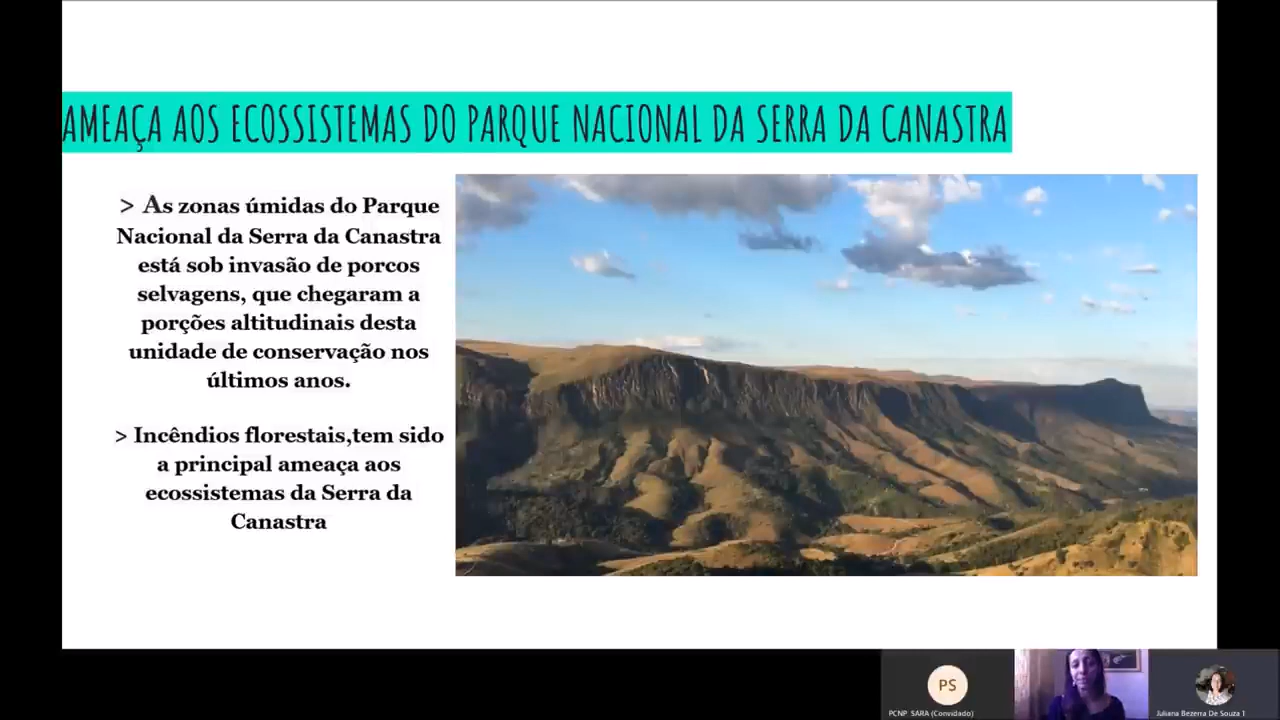 AMEAÇA AOS ECOSSISTEMAS DO PARQUE NACIONAL DA SERRA DA CANASTRA
> As zonas úmidas do Parque
Nacional da Serra da Canastra
está sob invasão de porcos
selvagens, que chegaram a
porções altitudinais desta
unidade de conservação nos
últimos anos.
> Incêndios florestais,tem sido
a principal ameaça aos
ecossistemas da Serra da
Canastra
PS
PCNP SARA (Convidado)
Juliana Bezerra De Souza 1